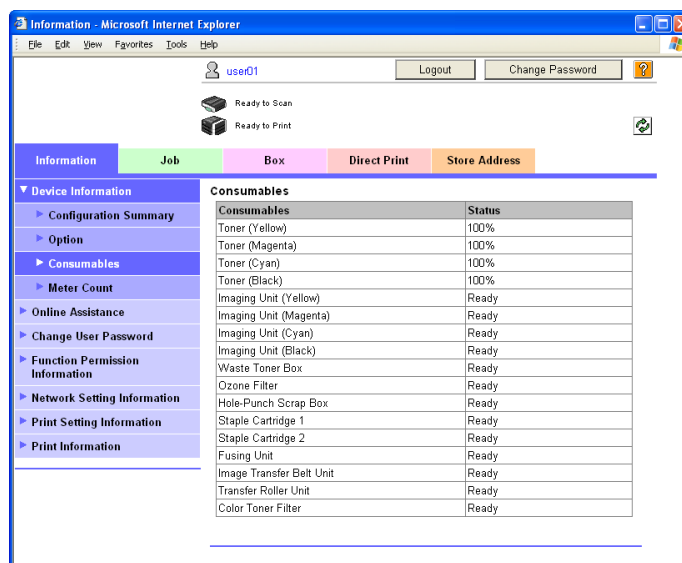 Information - Microsoft Internet Explorer
File Edit View Favorites Tools Help
user01 Logout Change Password ?
Ready to Scan
Ready to Print
Information Job Box Direct Print Store Address
Device Information
Configuration Summary
Option
Consumables
Meter Count
Online Assistance
Change User Password
Function Permission
Information
Network Setting Information
Print Setting Information
Print Information
Consumables
Consumables Status
Toner (Yellow) 100%
Toner (Magenta) 100%
Toner (Cyan) 100%
Toner (Black) 100%
Imaging Unit (Yellow) Ready
Imaging Unit (Magenta) Ready
Imaging Unit (Cyan) Ready
Imaging Unit (Black) Ready
Waste Toner Box Ready
Ozone Filter Ready
Hole-Punch Scrap Box Ready
Staple Cartridge 1 Ready
Staple Cartridge 2 Ready
Fusing Unit Ready
Image Transfer Belt Unit Ready
Transfer Roller Unit Ready
Color Toner Filter Ready